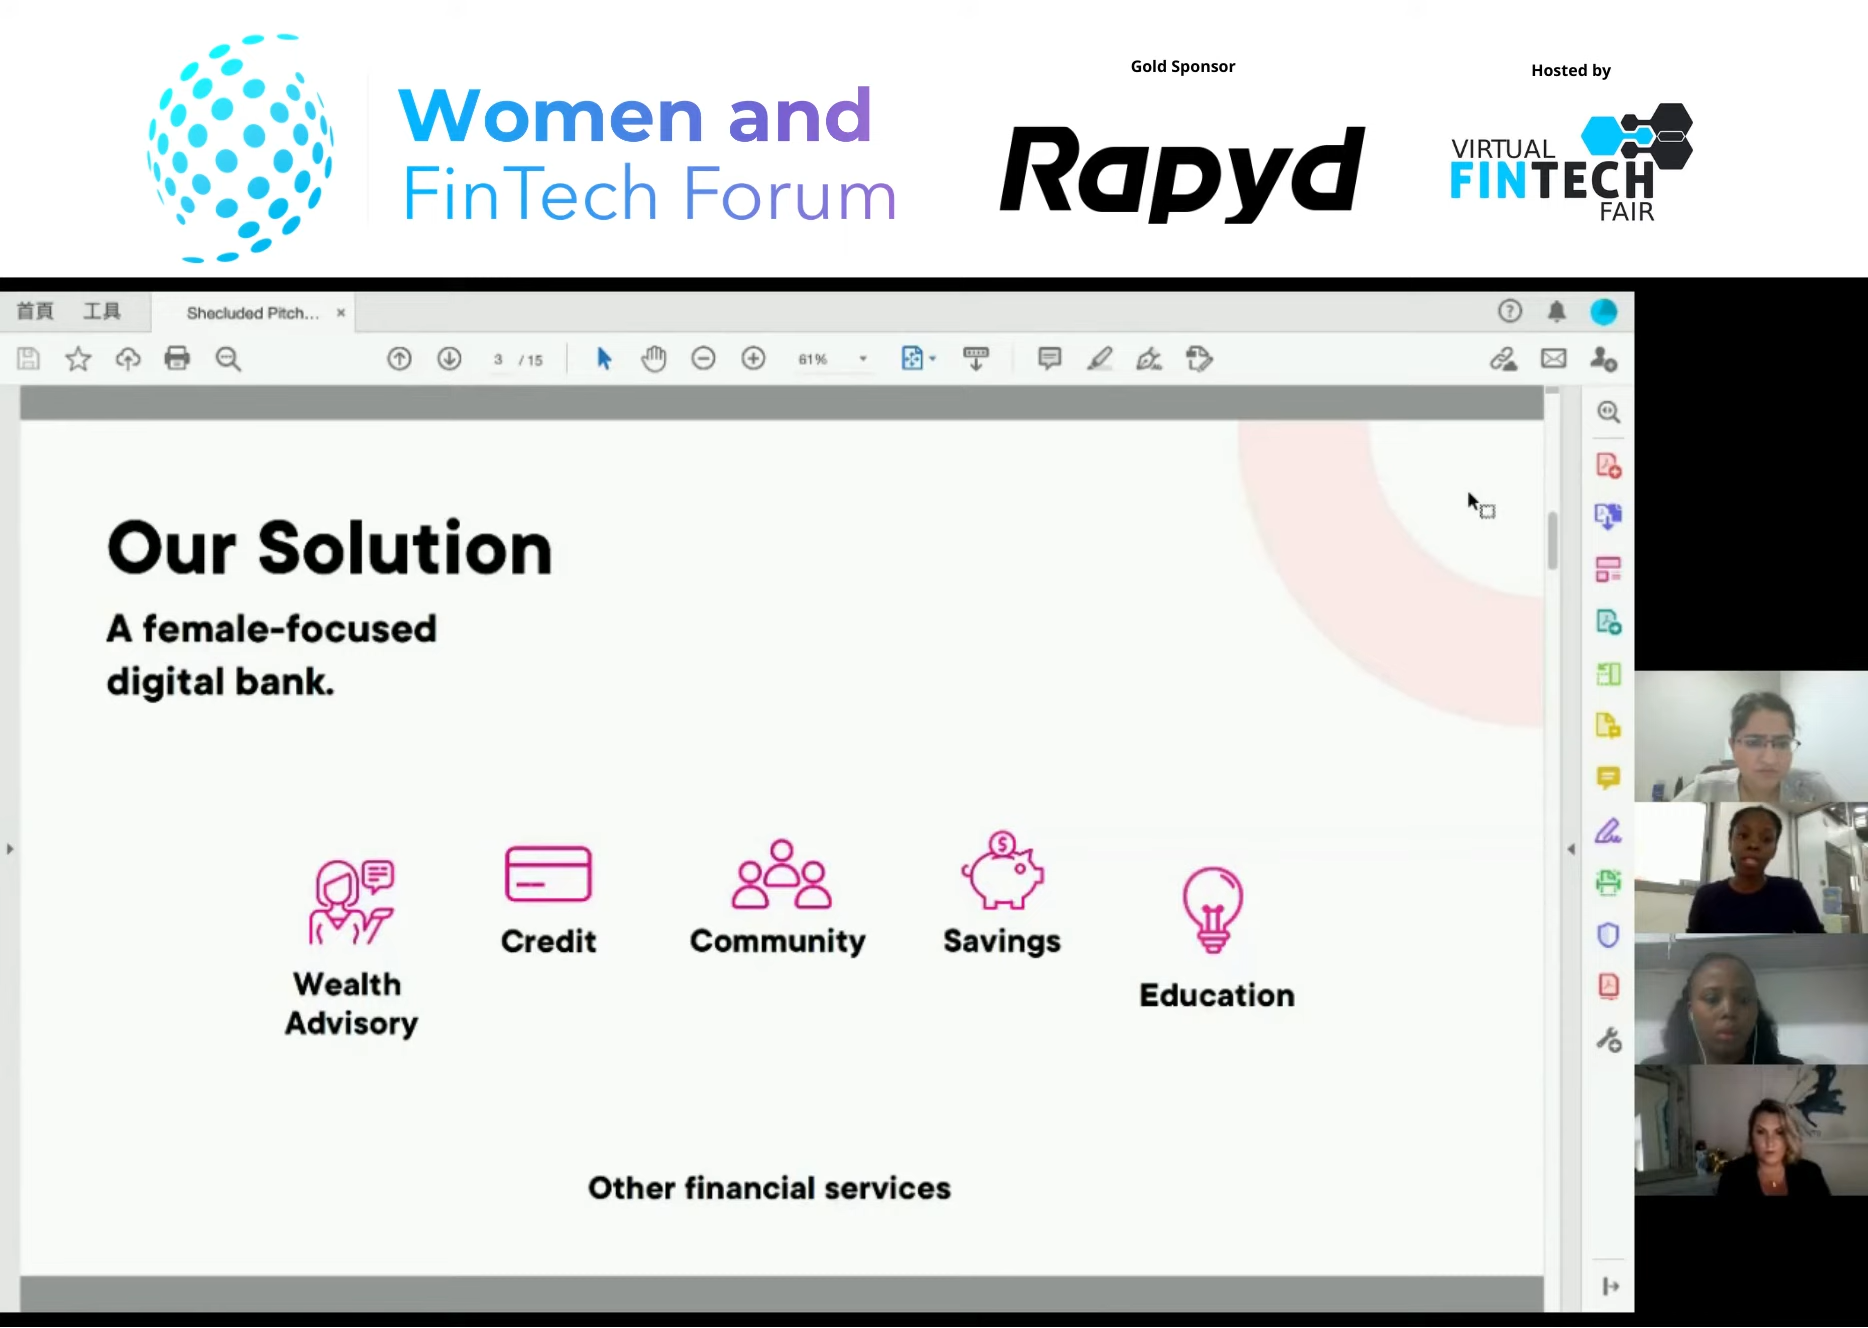 Women and
FinTech Forum
Gold Sponsor
Rapyd
Hosted by
VIRTUAL
FINTECH
FAIR
首頁 工具 Shecluded Pitch... ×
3 / 15 61%
Our Solution
A female-focused
digital bank.
Wealth
Advisory
Credit
Community
Savings
Education
Other financial services